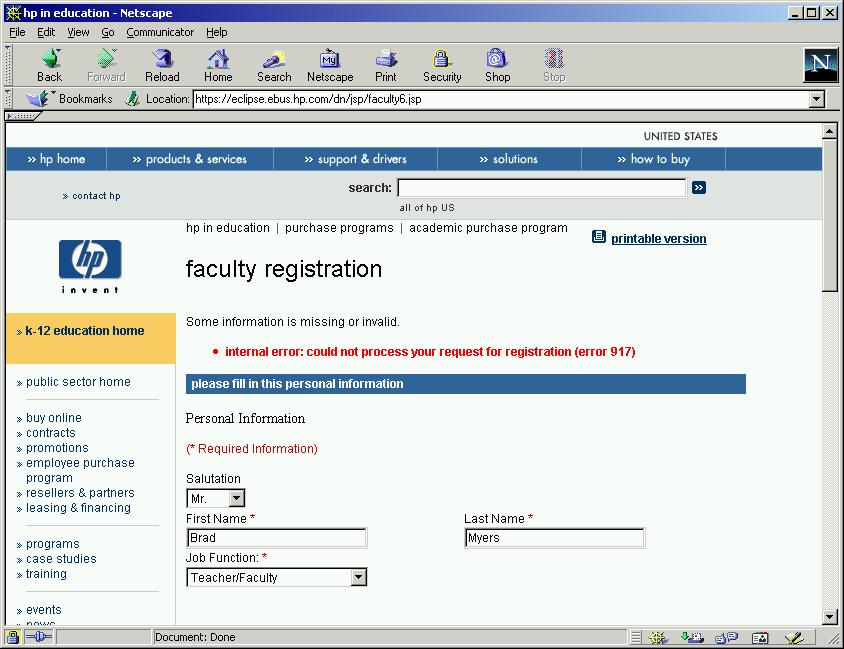 hp in education - Netscape
File Edit View Go Communicator Help
Back Forward Reload Home Search Netscape Print Security Shop Stop
My
N
Bookmarks Location: https://eclipse.ebus.hp.com/dn/jsp/faculty6.jsp
UNITED STATES
» hp home » products & services » support & drivers » solutions » how to buy
» contact hp search: »
all of hp US
hp in education | purchase programs | academic purchase program
printable version
hp
invent
faculty registration
» k-12 education home
Some information is missing or invalid.
• internal error: could not process your request for registration (error 917)
» public sector home
please fill in this personal information
» buy online
» contracts
» promotions
» employee purchase
program
» resellers & partners
» leasing & financing
» programs
» case studies
» training
» events
» news
Personal Information
(* Required Information)
Salutation
Mr.
First Name * Last Name *
Brad Myers
Job Function: *
Teacher/Faculty
Document: Done